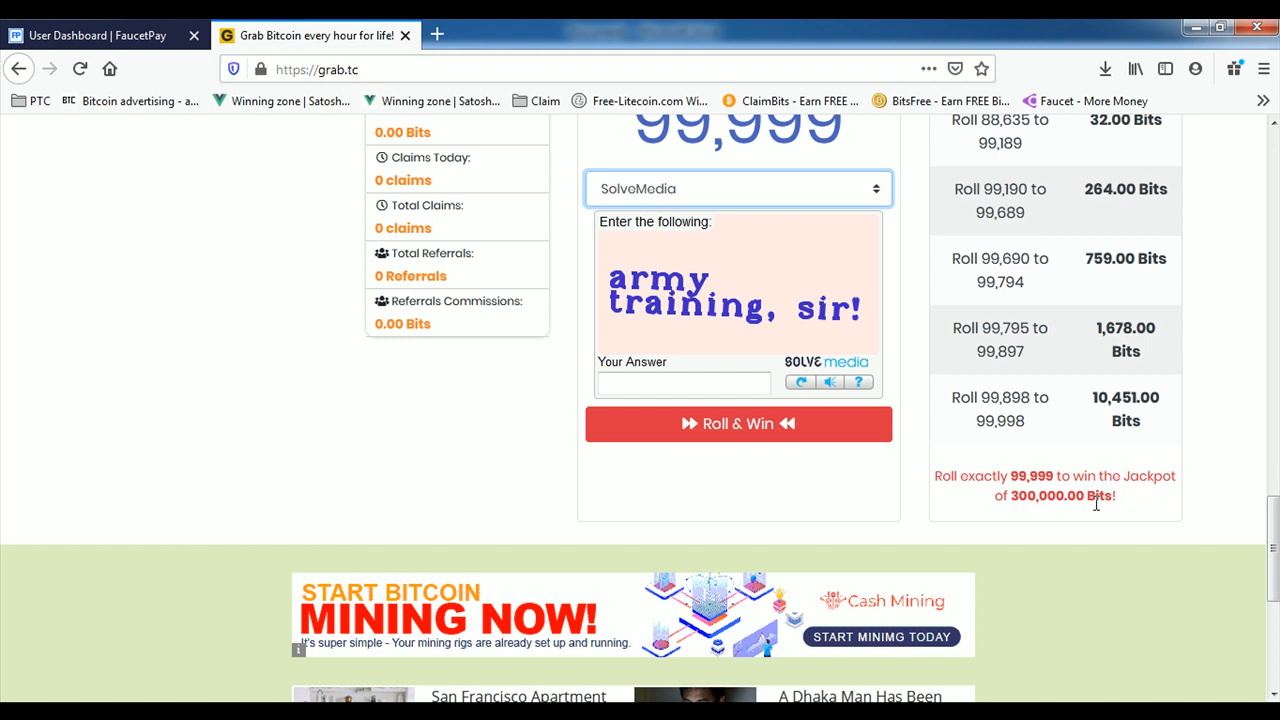 User Dashboard | FaucetPay
Grab Bitcoin every hour for life!
https://grab.tc
PTC
Bitcoin advertising - a...
Winning zone | Satosh...
Winning zone | Satosh...
Claim
Free-Litecoin.com Wi...
ClaimBits - Earn FREE ...
BitsFree - Earn FREE Bi...
Faucet - More Money
0.00 Bits
Claims Today:
0 claims
Total Claims:
0 claims
Total Referrals:
0 Referrals
Referrals Commissions:
0.00 Bits
99,999
SolveMedia
Enter the following:
army
training, sir!
Your Answer
SOLVE media
Roll & Win
Roll 88,635 to
99,189
32.00 Bits
Roll 99,190 to
99,689
264.00 Bits
Roll 99,690 to
99,794
759.00 Bits
Roll 99,795 to
99,897
1,678.00
Bits
Roll 99,898 to
99,998
10,451.00
Bits
Roll exactly 99,999 to win the Jackpot
of 300,000.00 Bits!
START BITCOIN
MINING NOW!
It's super simple - Your mining rigs are already set up and running.
Cash Mining
START MINIMG TODAY
San Francisco Apartment
A Dhaka Man Has Been